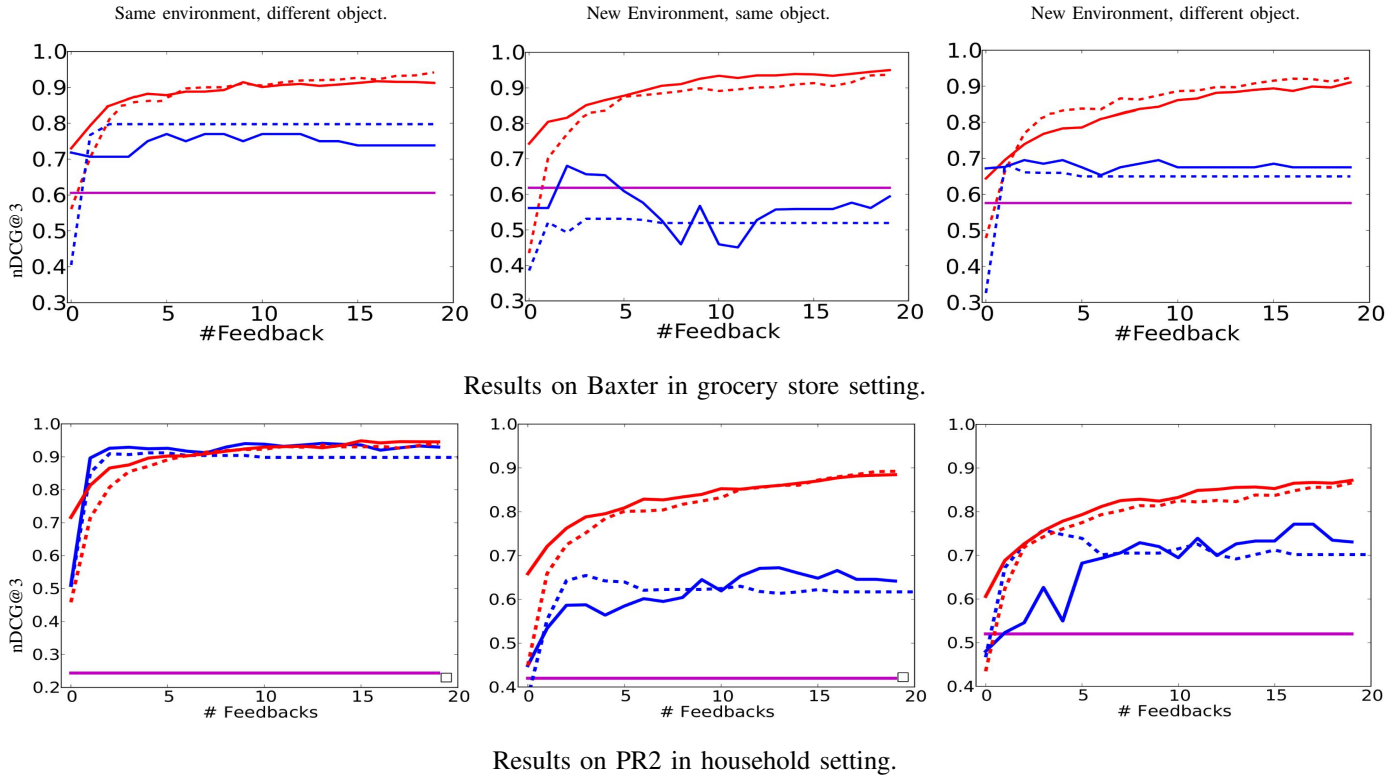 Same environment, different object.
New Environment, same object.
New Environment, different object.
nDCG@3
1.0
0.9
0.8
0.7
0.6
0.5
0.4
0.3
0 5 10 15 20
#Feedback
1.0
0.9
0.8
0.7
0.6
0.5
0.4
0.3
0 5 10 15 20
#Feedback
1.0
0.9
0.8
0.7
0.6
0.5
0.4
0.3
0 5 10 15 20
#Feedback
Results on Baxter in grocery store setting.
nDCG@3
1.0
0.9
0.8
0.7
0.6
0.5
0.4
0.3
0.2
0 5 10 15 20
# Feedbacks
1.0
0.9
0.8
0.7
0.6
0.5
0.4
0 5 10 15 20
# Feedbacks
1.0
0.9
0.8
0.7
0.6
0.5
0.4
0 5 10 15 20
# Feedbacks
Results on PR2 in household setting.